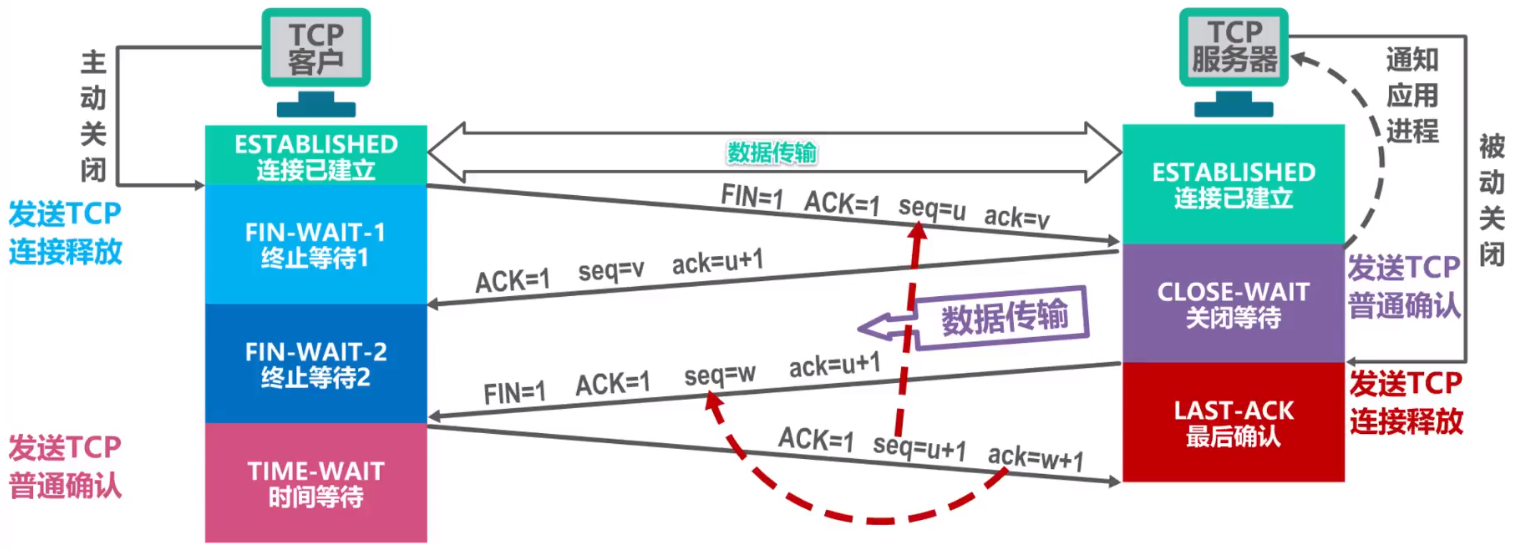 TCP
客户
TCP
服务器
主动关闭
通知
应用
进程
被动关闭
ESTABLISHED
连接已建立
数据传输
ESTABLISHED
连接已建立
发送TCP
连接释放
FIN-WAIT-1
终止等待1
FIN=1 ACK=1 seq=u ack=v
ACK=1 seq=v ack=u+1
CLOSE-WAIT
关闭等待
发送TCP
普通确认
数据传输
FIN-WAIT-2
终止等待2
FIN=1 ACK=1 seq=w ack=u+1
LAST-ACK
最后确认
发送TCP
连接释放
发送TCP
普通确认
TIME-WAIT
时间等待
ACK=1 seq=u+1 ack=w+1